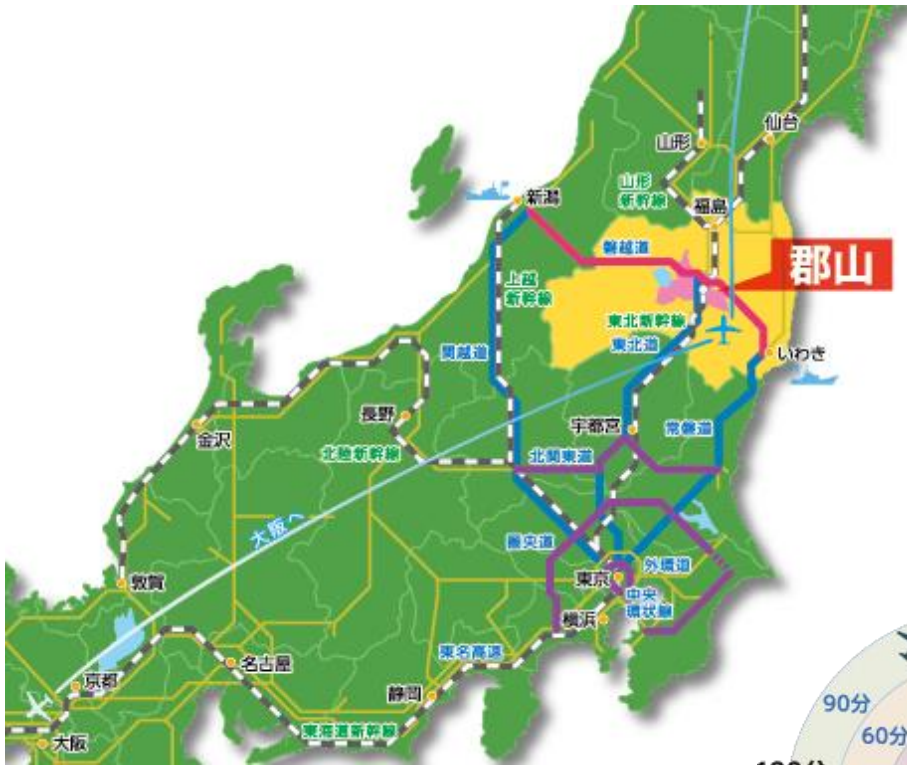 仙台
山形
山形
新幹線
福島
新潟
磐越道
郡山
上越
新幹線
東北新幹線
東北道
関越道
いわき
長野
宇都宮
常磐道
金沢
北陸新幹線
北関東道
大阪へ
圏央道
外環道
敦賀
東京
中央
環状線
横浜
名古屋
東名高速
京都
静岡
東海道新幹線
大阪
90分
60分